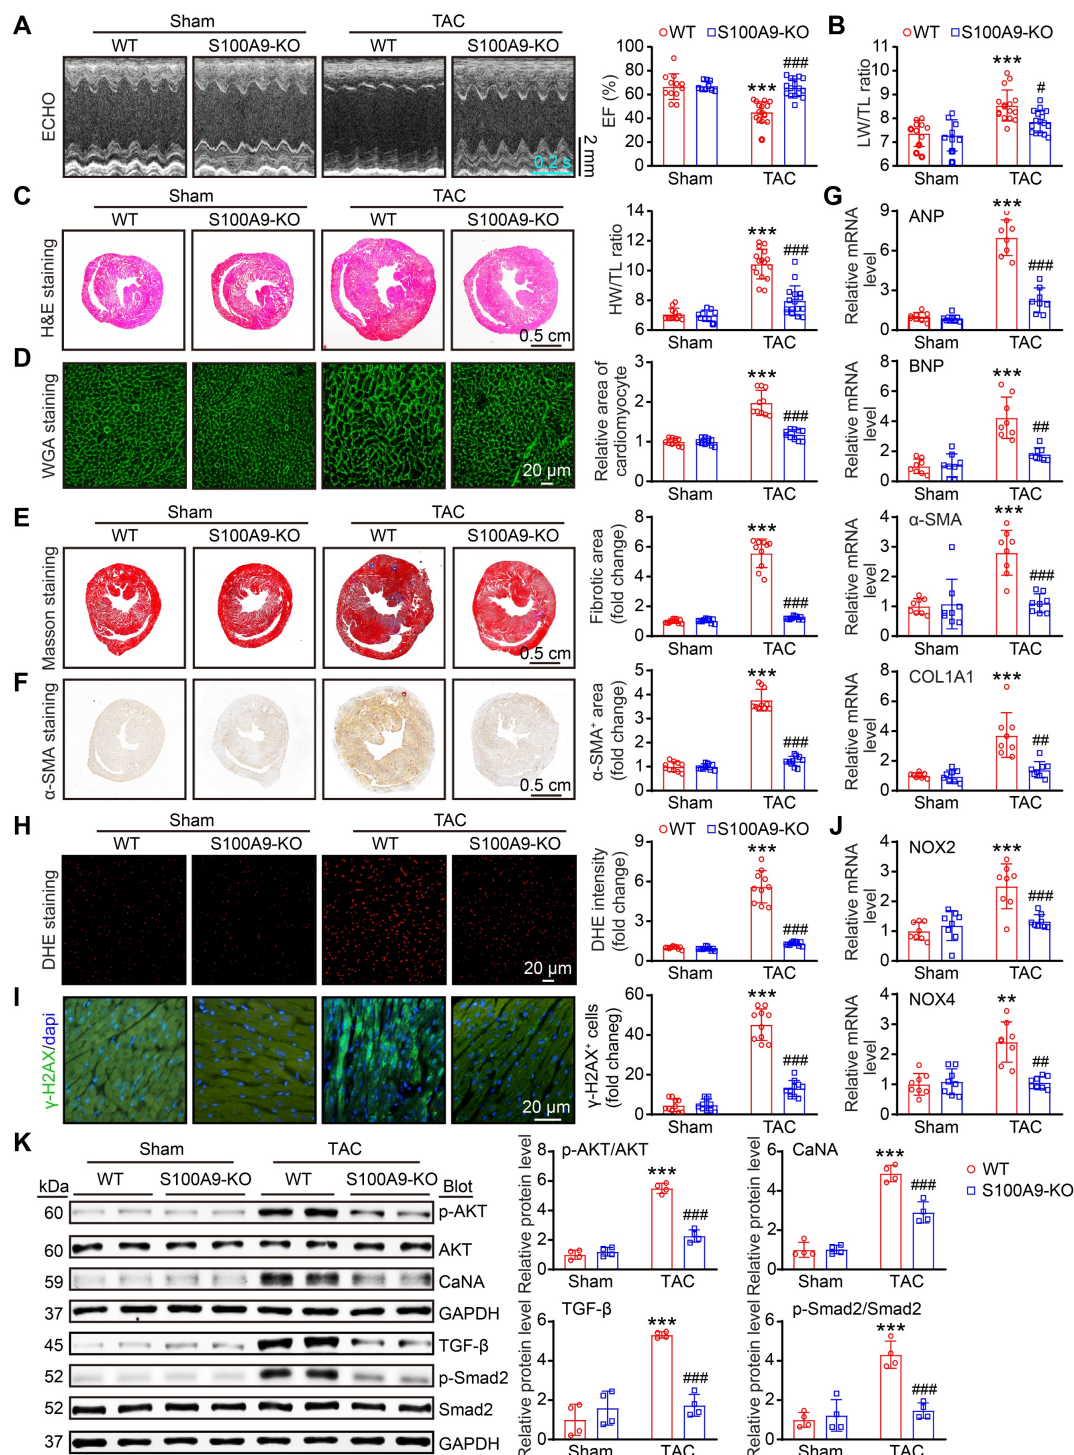 A
Sham
TAC
WT
S100A9-KO
WT
S100A9-KO
ECHO
0.2 s
2 mm
WT
S100A9-KO
EF (%)
100
80
60
40
20
0
***
###
Sham
TAC
B
LW/TL ratio
11
10
9
8
7
6
***
#
Sham
TAC
C
Sham
TAC
WT
S100A9-KO
WT
S100A9-KO
H&E staining
0.5 cm
HW/TL ratio
14
12
10
8
6
***
###
Sham
TAC
G
Relative mRNA
level
ANP
9
6
3
0
***
###
Sham
TAC
D
WGA staining
20 μm
Relative area of
cardiomyocyte
3
2
1
0
***
###
Sham
TAC
Relative mRNA
level
BNP
8
6
4
2
0
***
##
Sham
TAC
E
Sham
TAC
WT
S100A9-KO
WT
S100A9-KO
Masson staining
0.5 cm
Fibrotic area
(fold change)
8
6
4
2
0
***
###
Sham
TAC
Relative mRNA
level
α-SMA
4
3
2
1
0
***
###
Sham
TAC
F
α-SMA staining
0.5 cm
α-SMA⁺ area
(fold change)
5
4
3
2
1
0
***
###
Sham
TAC
Relative mRNA
level
COL1A1
8
6
4
2
0
***
##
Sham
TAC
H
Sham
TAC
WT
S100A9-KO
WT
S100A9-KO
DHE staining
20 μm
WT
S100A9-KO
DHE intensity
(fold change)
9
6
3
0
***
###
Sham
TAC
J
Relative mRNA
level
NOX2
4
3
2
1
0
***
###
Sham
TAC
I
γ-H2AX/dapi
20 μm
γ-H2AX⁺ cells
(fold chaneg)
60
40
20
0
***
###
Sham
TAC
Relative mRNA
level
NOX4
4
3
2
1
0
**
##
Sham
TAC
K
Sham
TAC
kDa
WT
S100A9-KO
WT
S100A9-KO
Blot
60
p-AKT
60
AKT
59
CaNA
37
GAPDH
45
TGF-β
52
p-Smad2
52
Smad2
37
GAPDH
Relative protein level
p-AKT/AKT
8
6
4
2
0
***
###
Sham
TAC
Relative protein level
CaNA
6
4
2
0
***
###
Sham
TAC
WT
S100A9-KO
Relative protein level
TGF-β
6
4
2
0
***
###
Sham
TAC
Relative protein level
p-Smad2/Smad2
6
4
2
0
***
###
Sham
TAC